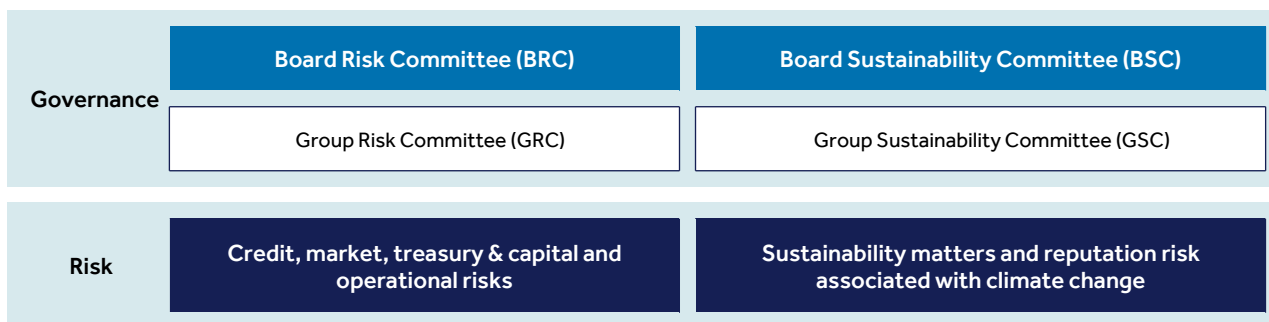 Governance
Board Risk Committee (BRC)
Board Sustainability Committee (BSC)
Group Risk Committee (GRC)
Group Sustainability Committee (GSC)
Risk
Credit, market, treasury & capital and
operational risks
Sustainability matters and reputation risk
associated with climate change